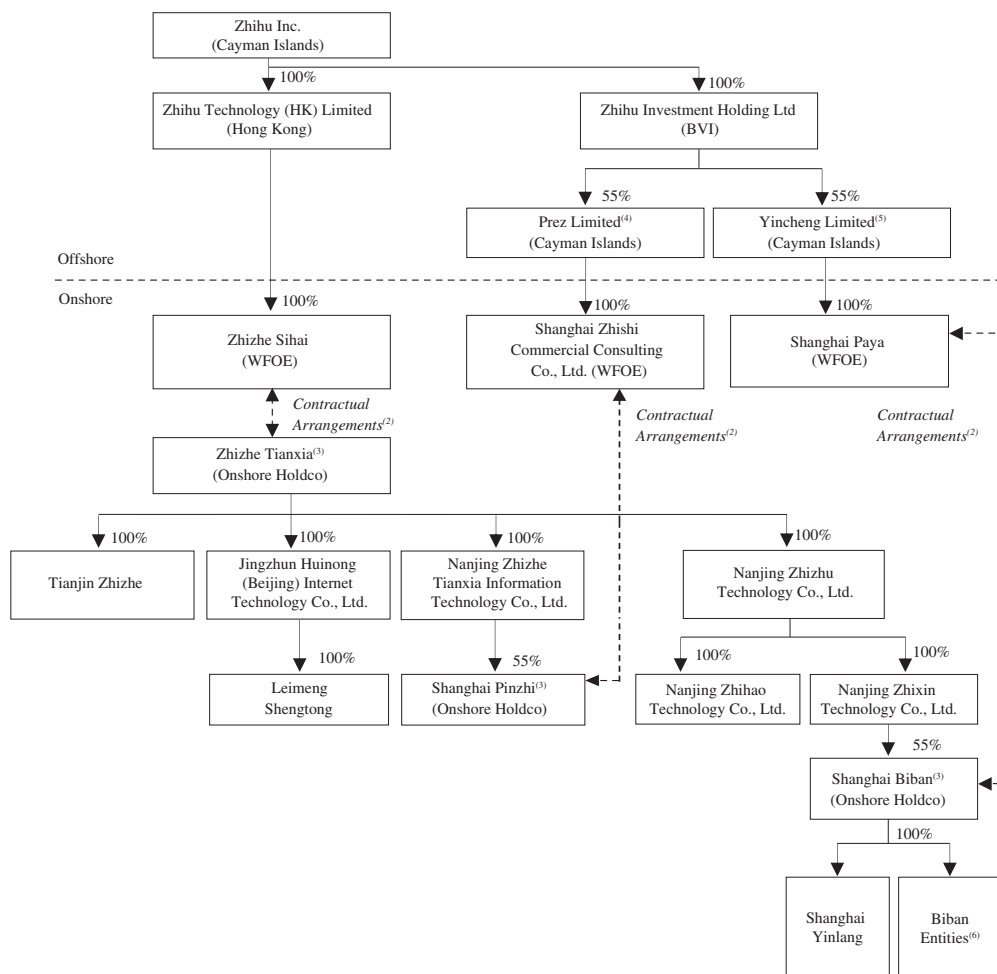 Zhihu Inc.
(Cayman Islands)
100%
100%
Zhihu Technology (HK) Limited
(Hong Kong)
Zhihu Investment Holding Ltd
(BVI)
55%
55%
Prez Limited(4)
(Cayman Islands)
Yincheng Limited(5)
(Cayman Islands)
Offshore
Onshore
100%
100%
100%
Zhizhe Sihai
(WFOE)
Shanghai Zhishi
Commercial Consulting
Co., Ltd. (WFOE)
Shanghai Paya
(WFOE)
Contractual
Arrangements(2)
Contractual
Arrangements(2)
Contractual
Arrangements(2)
Zhizhe Tianxia(3)
(Onshore Holdco)
100%
100%
100%
100%
Tianjin Zhizhe
Jingzhun Huinong
(Beijing) Internet
Technology Co., Ltd.
Nanjing Zhizhe
Tianxia Information
Technology Co., Ltd.
Nanjing Zhizhu
Technology Co., Ltd.
100%
55%
100%
100%
Leimeng
Shengtong
Shanghai Pinzhi(3)
(Onshore Holdco)
Nanjing Zhihao
Technology Co., Ltd.
Nanjing Zhixin
Technology Co., Ltd.
55%
Shanghai Biban(3)
(Onshore Holdco)
100%
Shanghai
Yinlang
Biban
Entities(6)